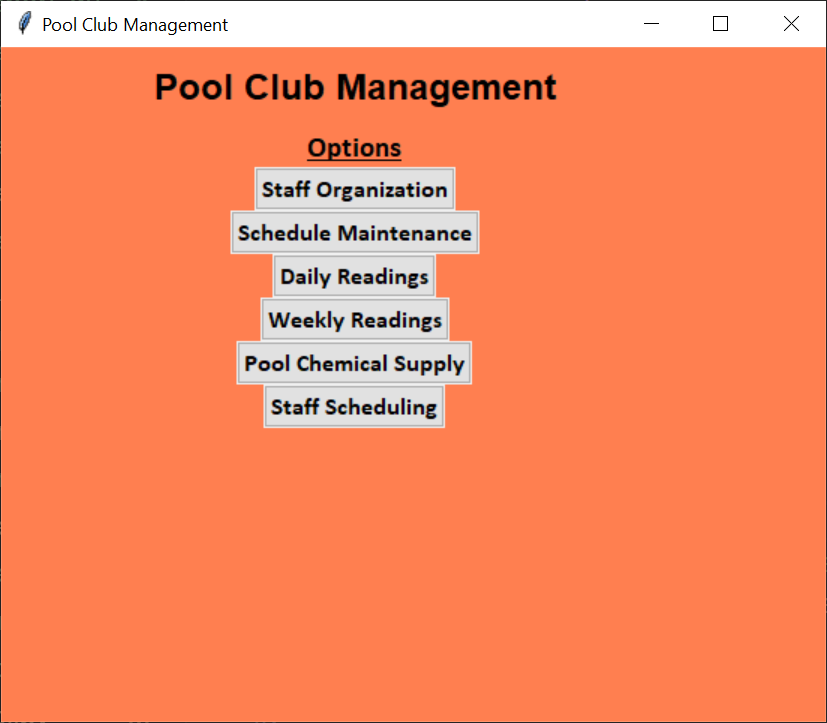 Pool Club Management
Pool Club Management
Options
Staff Organization
Schedule Maintenance
Daily Readings
Weekly Readings
Pool Chemical Supply
Staff Scheduling